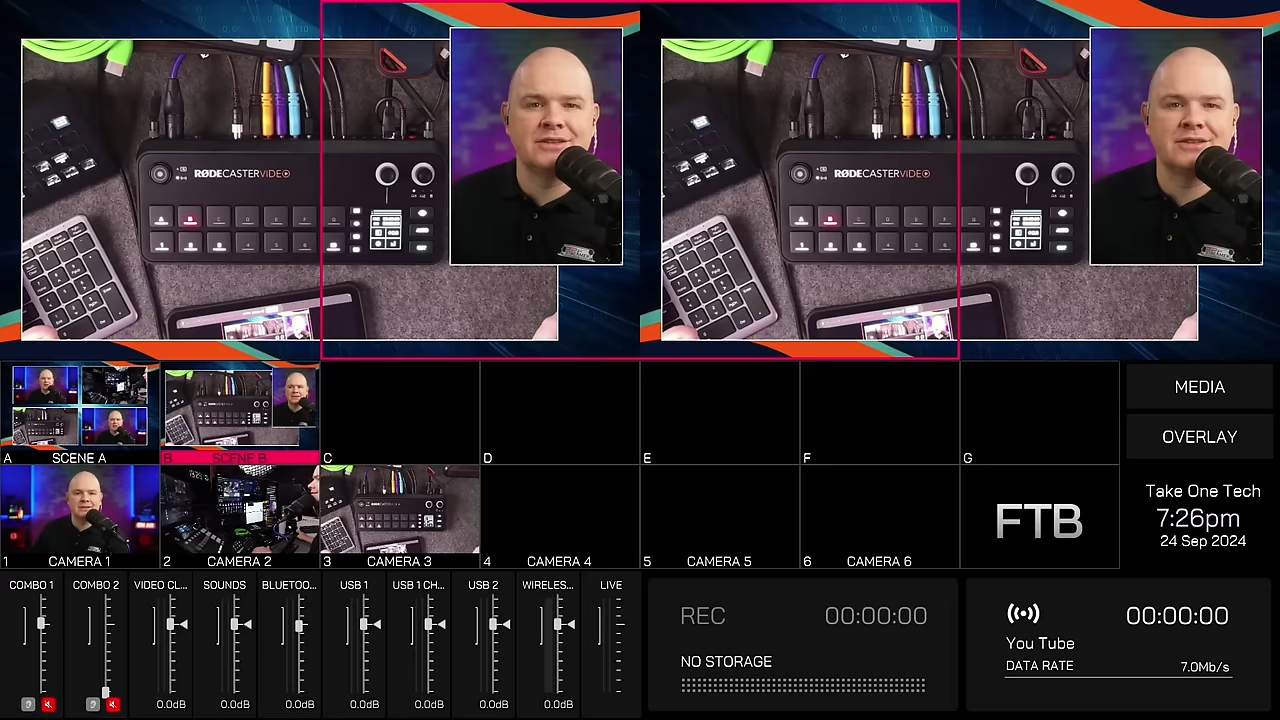 RØDECASTERVIDEO
RØDECASTERVIDEO
A SCENE A
B SCENE B
C
D
E
F
G
MEDIA
OVERLAY
1 CAMERA 1
2 CAMERA 2
3 CAMERA 3
4 CAMERA 4
5 CAMERA 5
6 CAMERA 6
FTB
Take One Tech
7:26pm
24 Sep 2024
COMBO 1
COMBO 2
VIDEO CL...
SOUNDS
BLUETOO...
USB 1
USB 1 CH...
USB 2
WIRELES...
LIVE
0.0dB
0.0dB
0.0dB
0.0dB
0.0dB
0.0dB
0.0dB
REC 00:00:00
NO STORAGE
00:00:00
You Tube
DATA RATE 7.0Mb/s